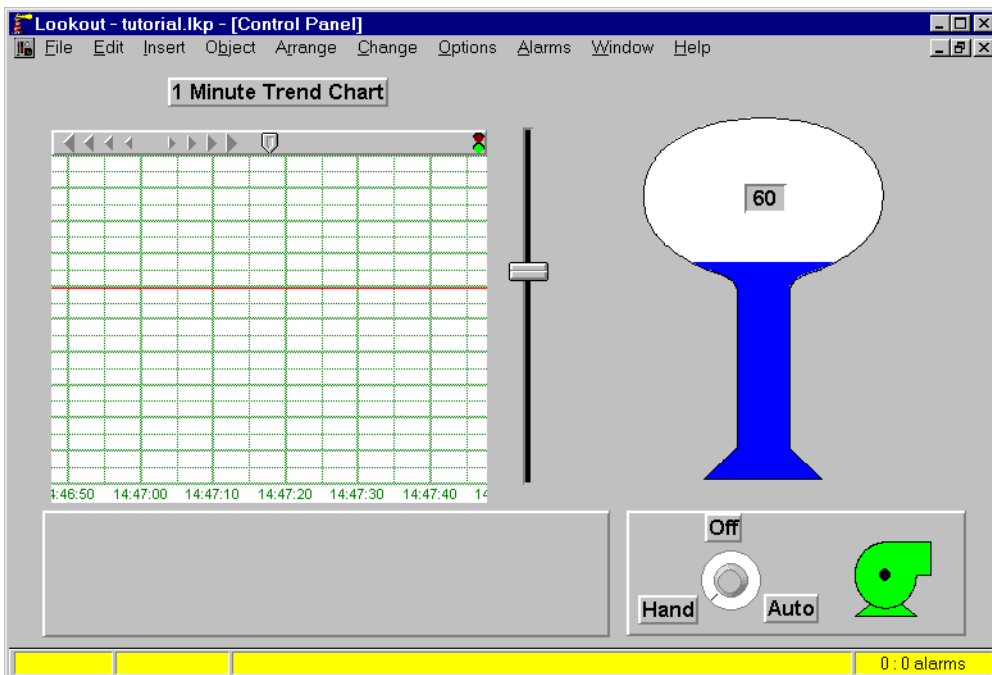 Lookout - tutorial.lkp - [Control Panel]
File Edit Insert Object Arrange Change Options Alarms Window Help
1 Minute Trend Chart
60
4:46:50 14:47:00 14:47:10 14:47:20 14:47:30 14:47:40 14
Off
Hand Auto
0 : 0 alarms